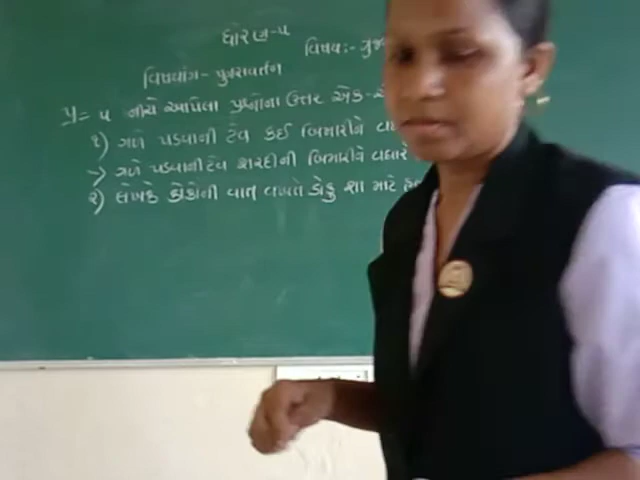 ધોરણ-૫
વિષય:- ગુજ
વિષયાંગ- પુનરાવર્તન
પ્ર= ૫ નીચે આપેલા પ્રશ્નોના ઉત્તર એક-
૧) ગળે પડવાની ટેવ કઈ બિમારીને
→ ગળે પડવાની ટેવ શરદીની બિમારીને વધારે
૨) લેખકે ડોકોની વાત વખતે ડોકુ શા માટે